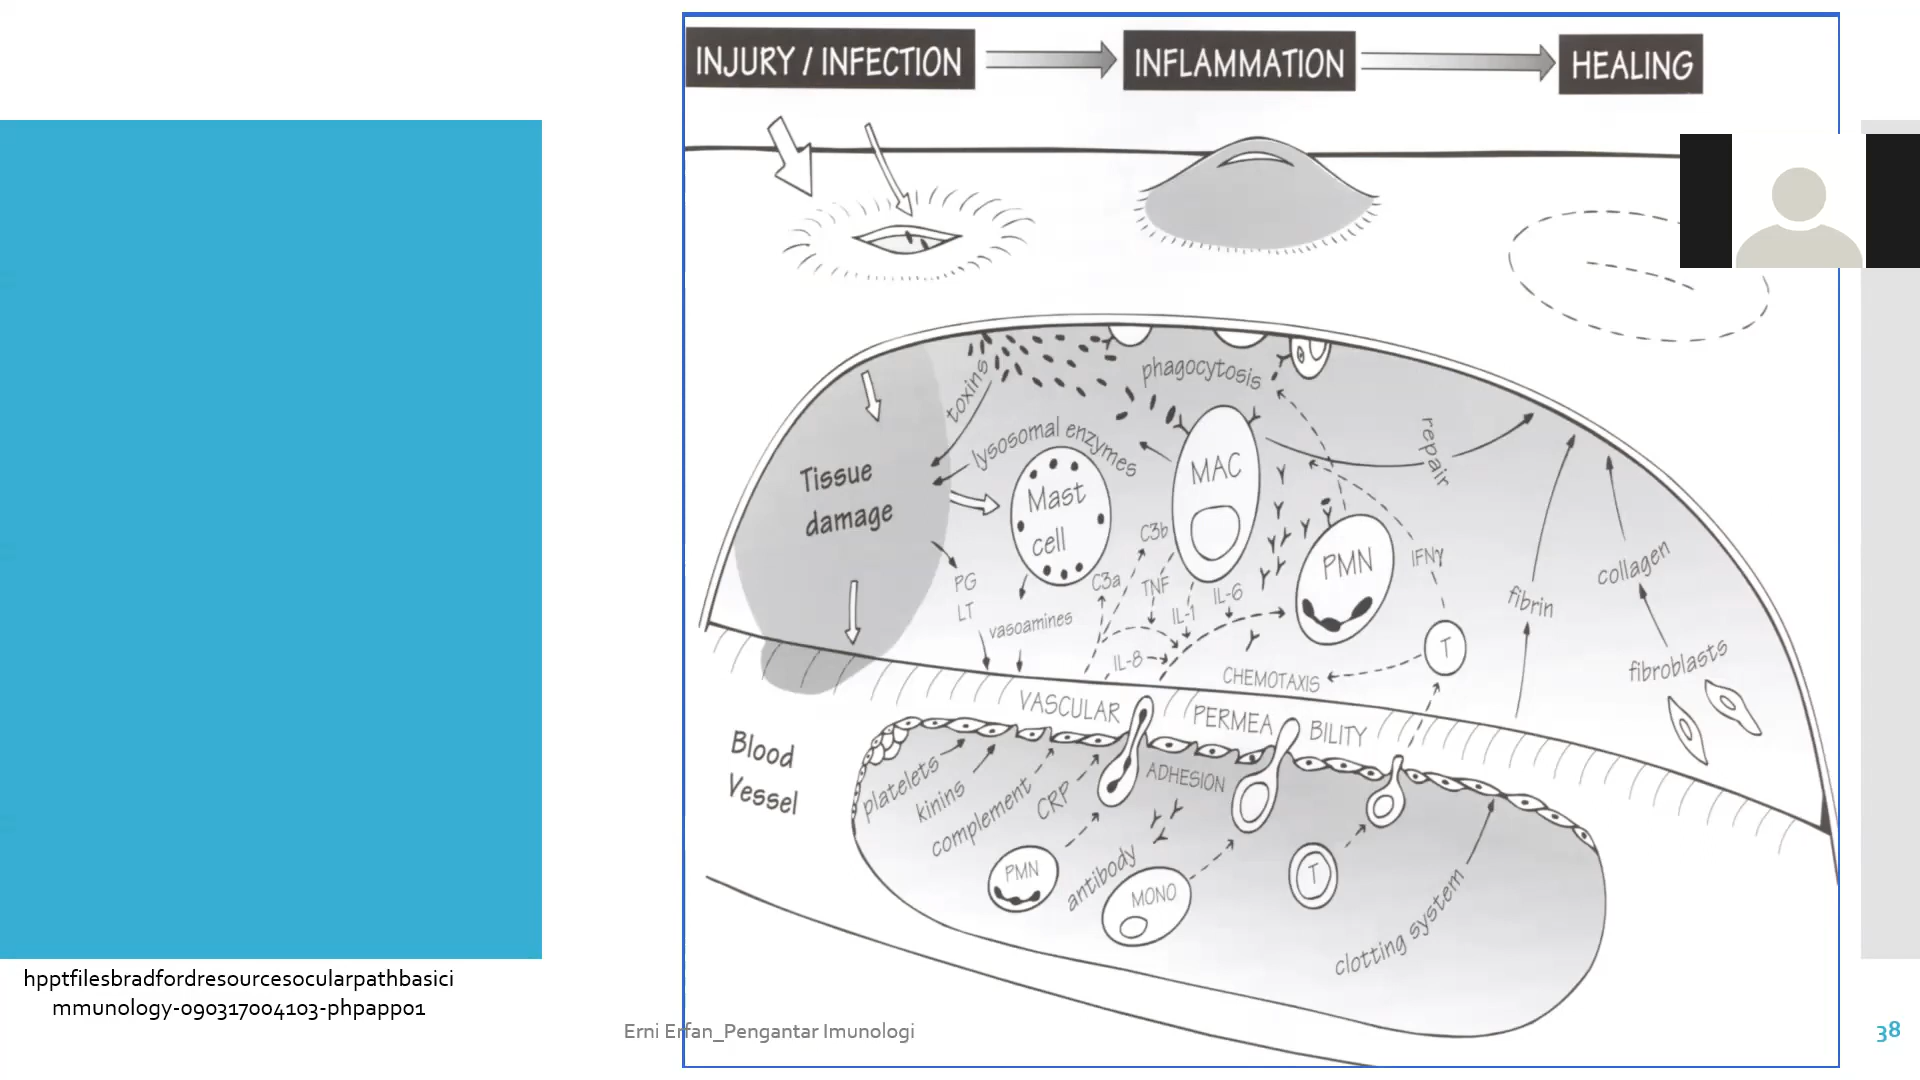 INJURY / INFECTION
INFLAMMATION
HEALING
phagocytosis
toxins
lysosomal enzymes
repair
Tissue
damage
Mast
cell
MAC
PMN
C3b
C3a
TNF
IL-1
IL-6
IFNγ
PG
LT
vasoamines
IL-8
T
CHEMOTAXIS
fibrin
collagen
fibroblasts
VASCULAR PERMEA BILITY
Blood
Vessel
platelets
kinins
complement
CRP
ADHESION
PMN
antibody
MONO
T
clotting system
hpptfilesbradfordresourcesocularpathbasici
mmunology-090317004103-phpapp01
Erni Erfan_Pengantar Imunologi
38